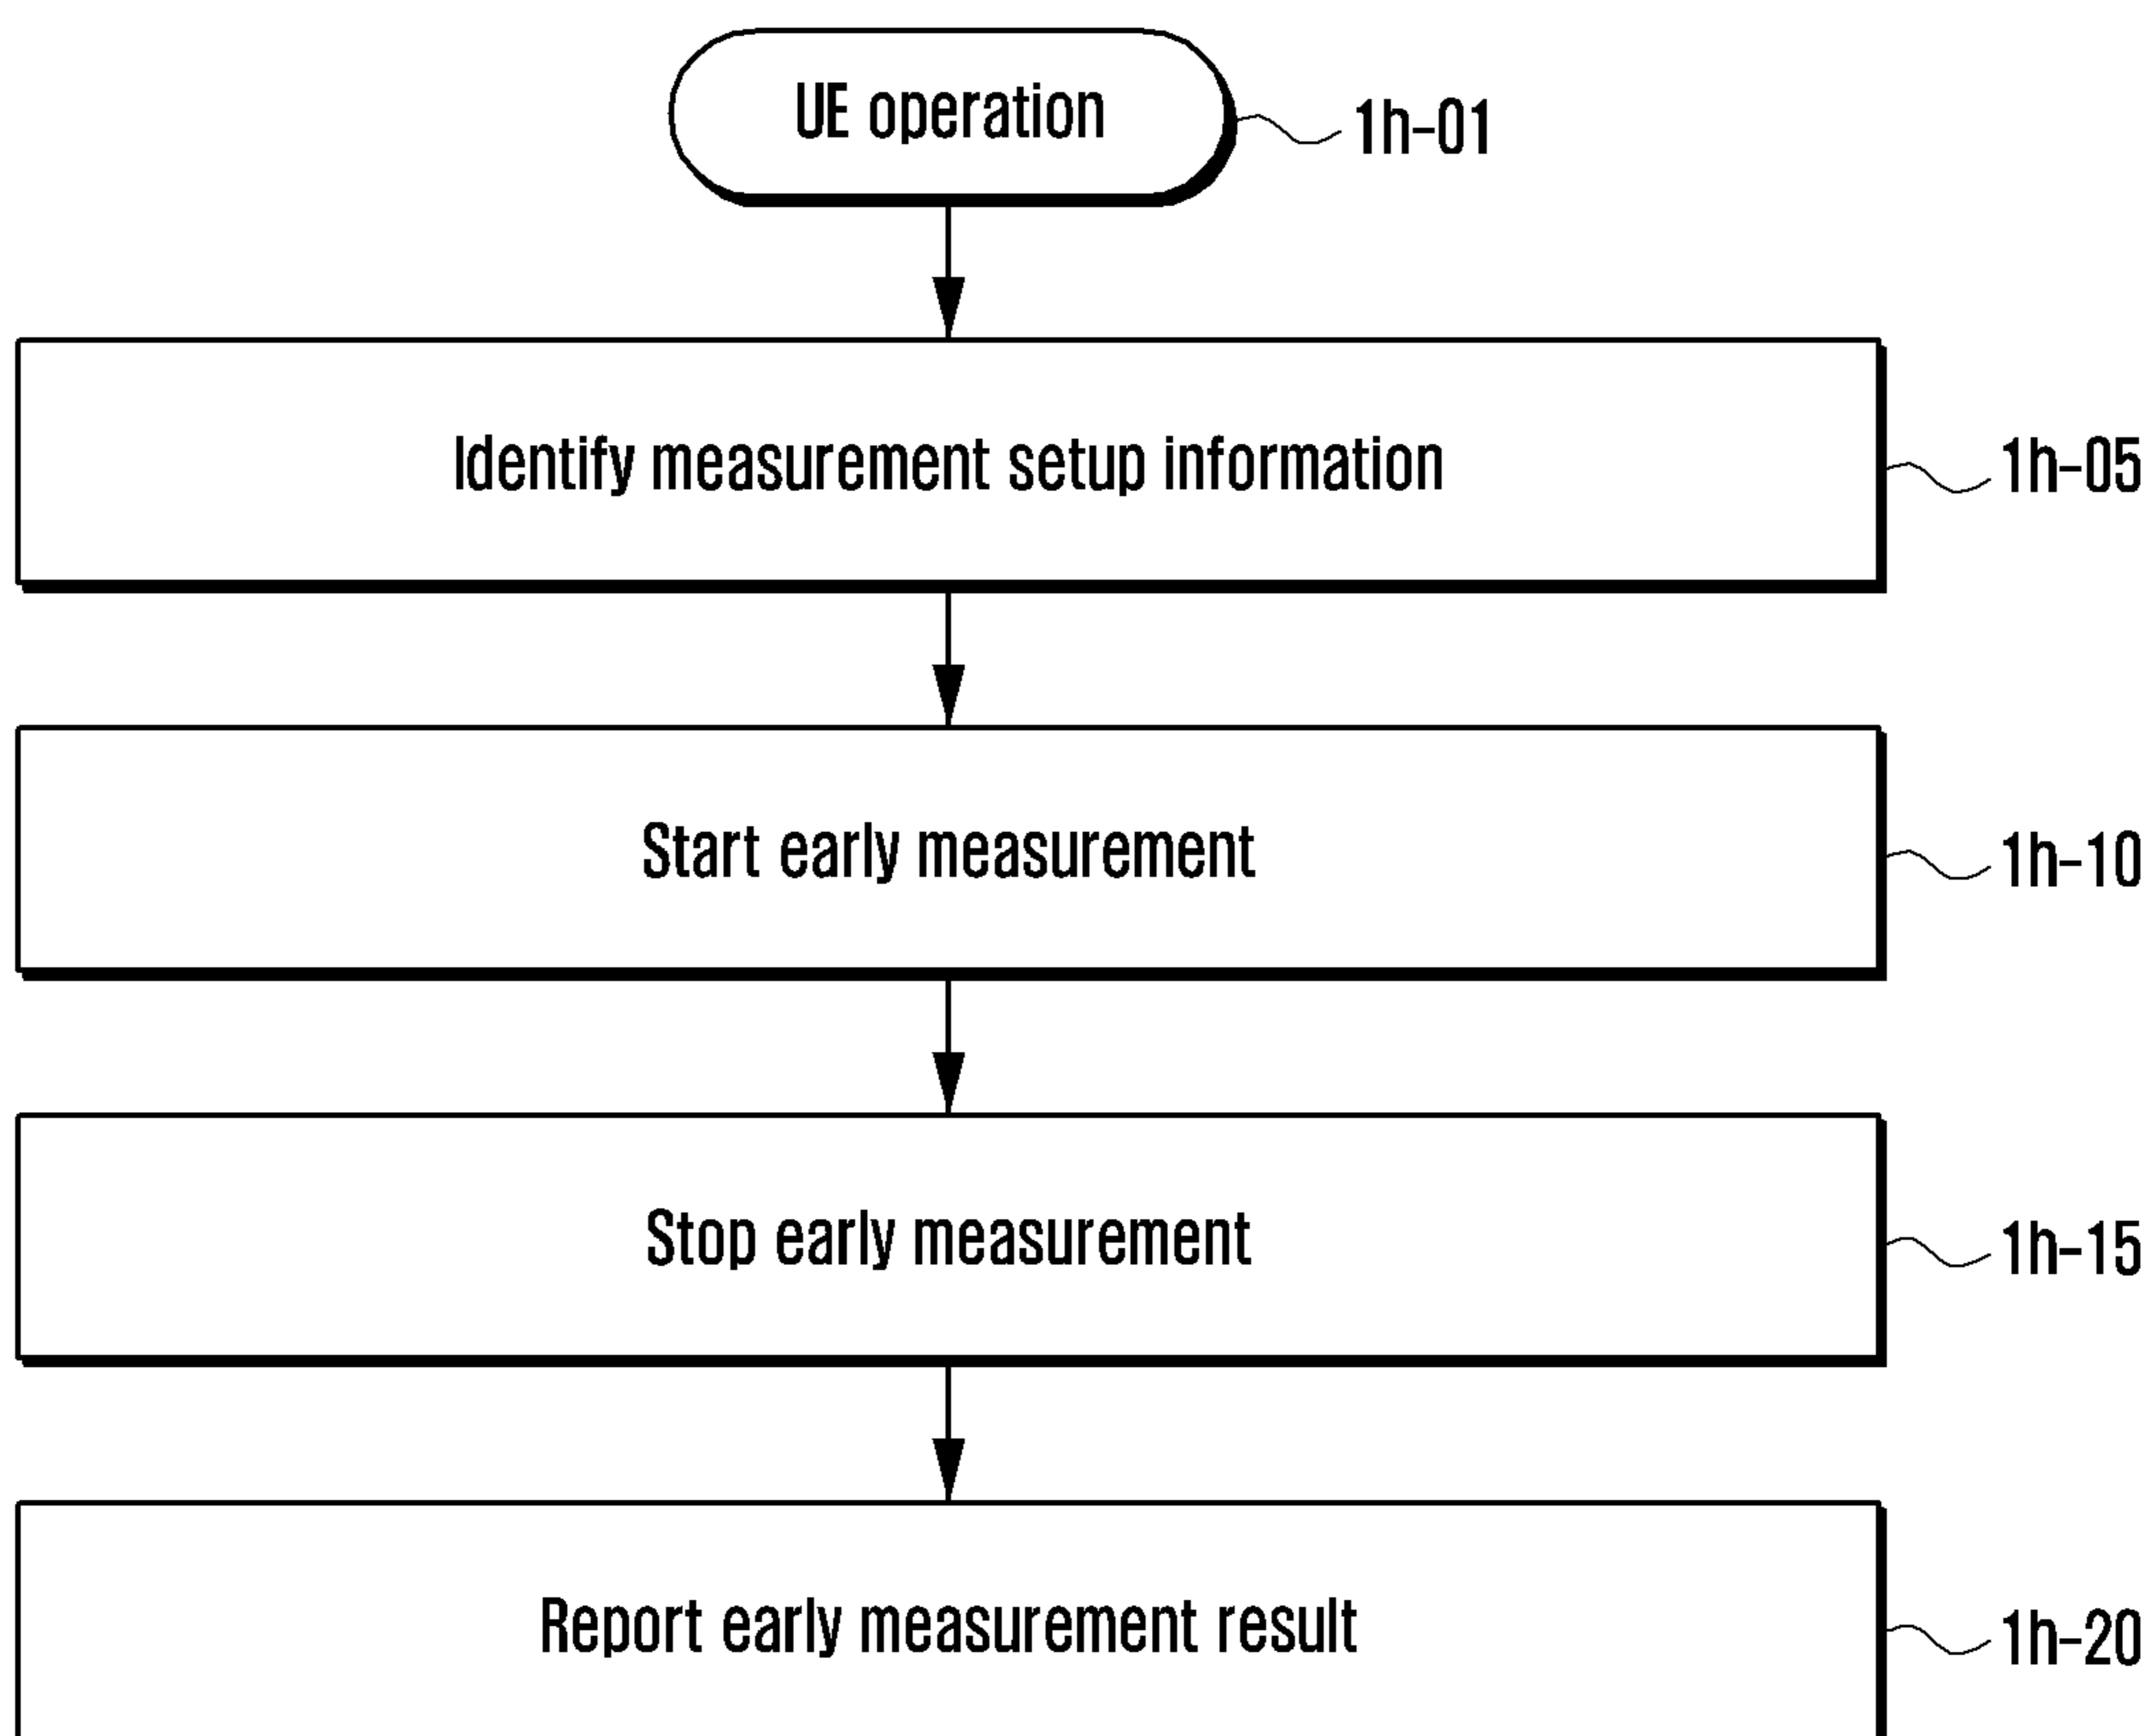 UE operation
1h-01
Identify measurement setup information
1h-05
Start early measurement
1h-10
Stop early measurement
1h-15
Report early measurement result
1h-20